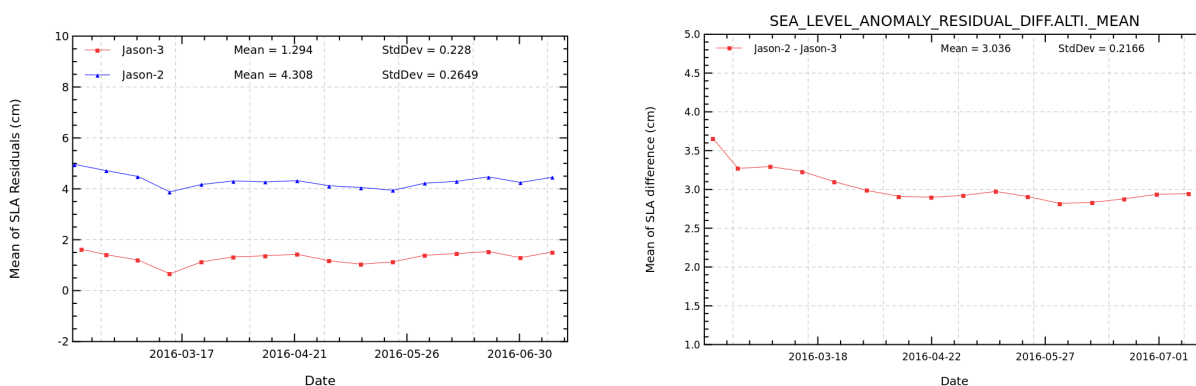 10
8
6
4
2
0
-2
Mean of SLA Residuals (cm)
Jason-3 Mean = 1.294 StdDev = 0.228
Jason-2 Mean = 4.308 StdDev = 0.2649
2016-03-17 2016-04-21 2016-05-26 2016-06-30
Date
SEA_LEVEL_ANOMALY_RESIDUAL_DIFF.ALTI._MEAN
5.0
4.5
4.0
3.5
3.0
2.5
2.0
1.5
1.0
Mean of SLA difference (cm)
Jason-2 - Jason-3 Mean = 3.036 StdDev = 0.2166
2016-03-18 2016-04-22 2016-05-27 2016-07-01
Date